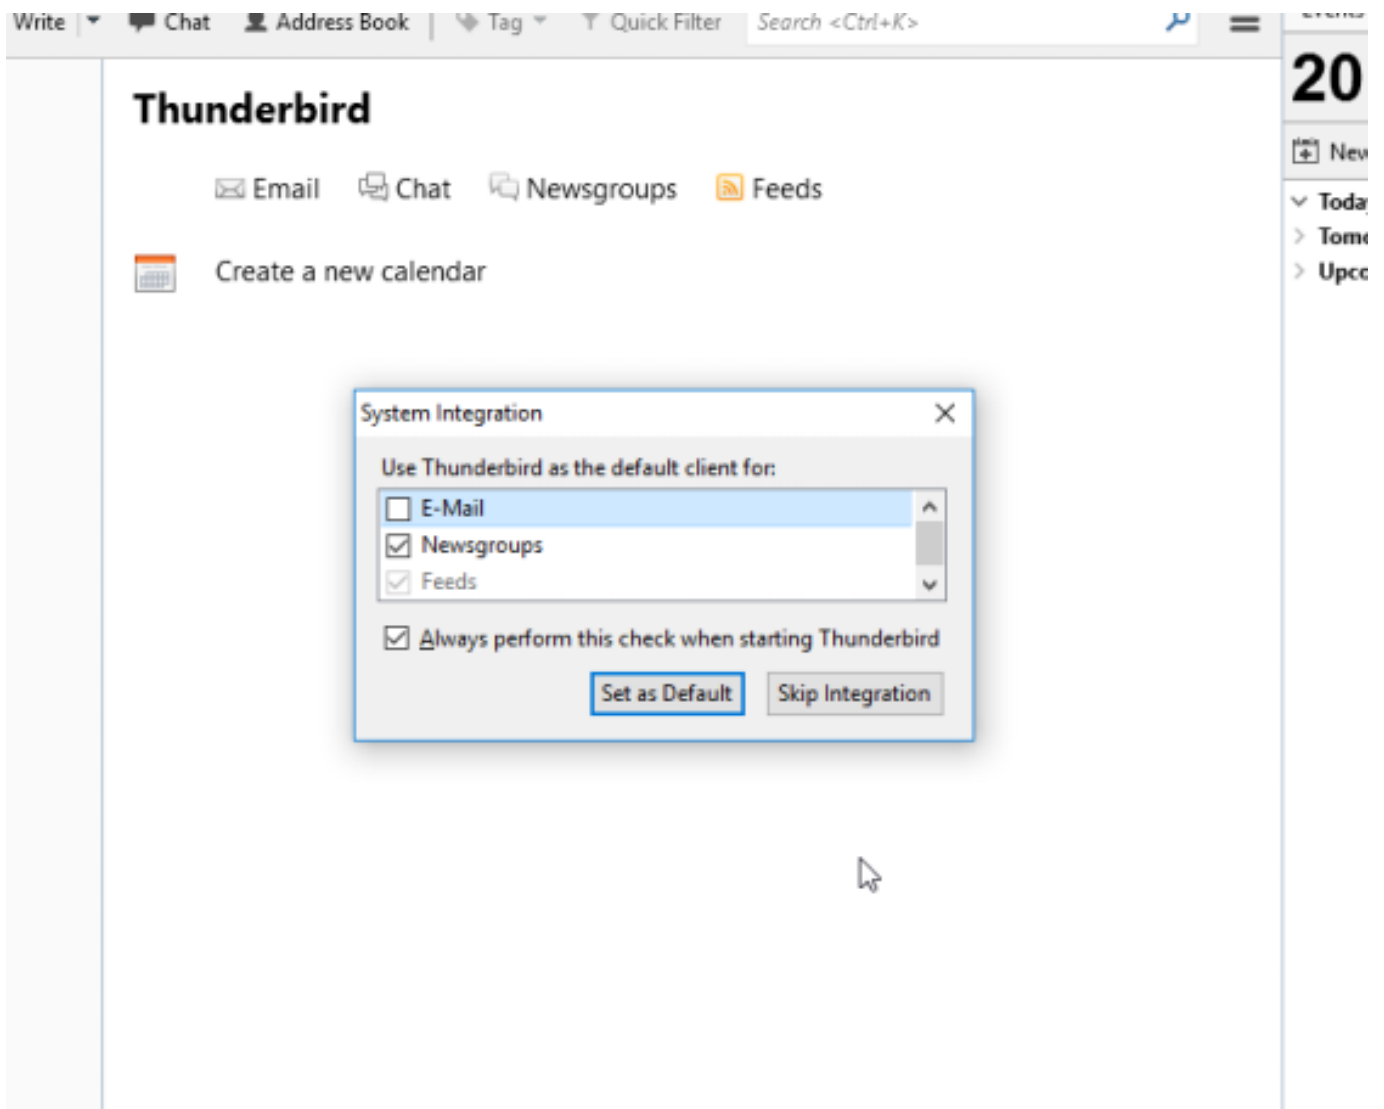 Write Chat Address Book Tag Quick Filter Search <Ctrl+K>
20
Thunderbird
New
Email Chat Newsgroups Feeds
Create a new calendar
System Integration
Use Thunderbird as the default client for:
E-Mail
Newsgroups
Feeds
Always perform this check when starting Thunderbird
Set as Default Skip Integration